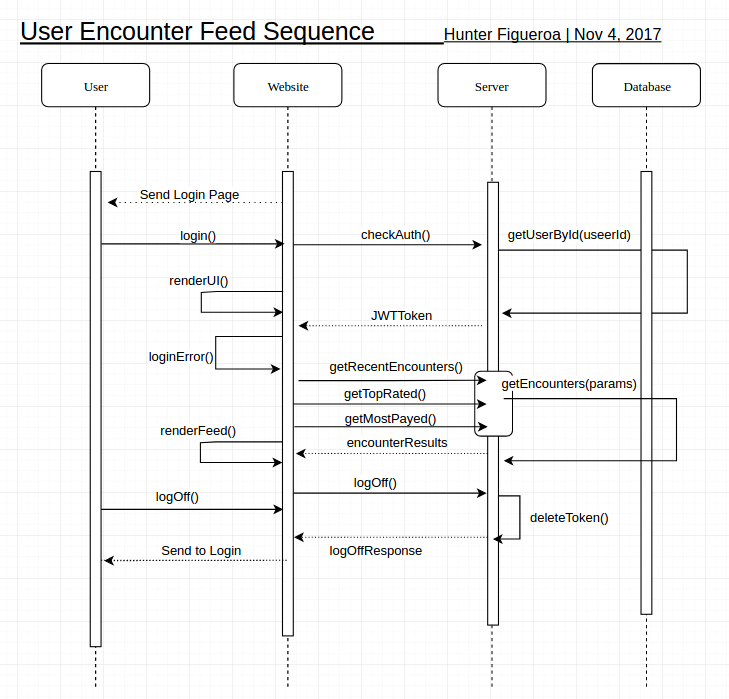 User Encounter Feed Sequence
Hunter Figueroa | Nov 4, 2017
User
Website
Server
Database
Send Login Page
login()
checkAuth()
getUserById(useerId)
renderUI()
JWTToken
loginError()
getRecentEncounters()
getEncounters(params)
getTopRated()
getMostPayed()
renderFeed()
encounterResults
logOff()
logOff()
deleteToken()
Send to Login
logOffResponse